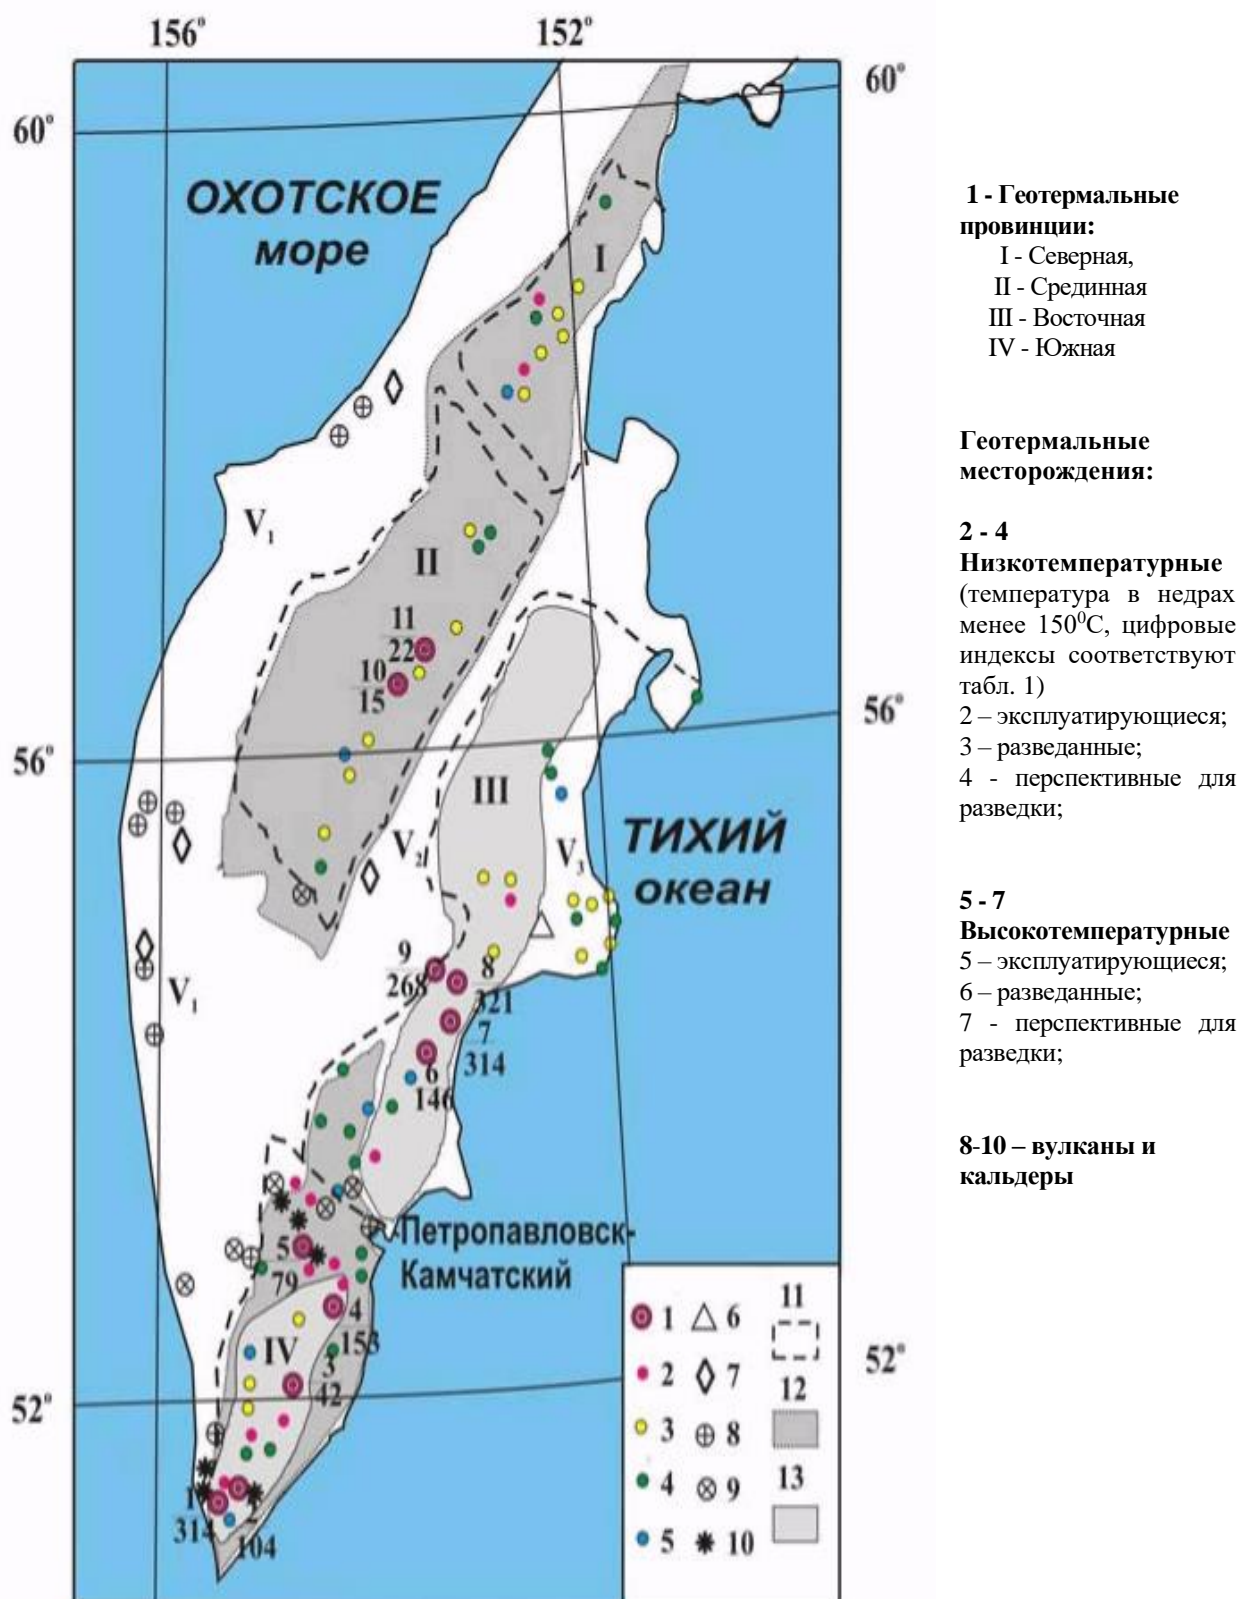 156°
152°
60°
60°
ОХОТСКОЕ
море
I
V₁
II
11
22
10
15
56°
56°
III
V₂
V₃
ТИХИЙ
океан
9
268
8
321
7
314
6
146
V₁
Петропавловск-
Камчатский
5
79
4
153
IV
3
42
52°
52°
1
314
2
104
1
6
11
2
7
12
3
8
4
9
13
5
10
1 - Геотермальные
провинции:
I - Северная,
II - Срединная
III - Восточная
IV - Южная
Геотермальные
месторождения:
2 - 4
Низкотемпературные
(температура в недрах
менее 150⁰С, цифровые
индексы соответствуют
табл. 1)
2 – эксплуатирующиеся;
3 – разведанные;
4 - перспективные для
разведки;
5 - 7
Высокотемпературные
5 – эксплуатирующиеся;
6 – разведанные;
7 - перспективные для
разведки;
8-10 – вулканы и
кальдеры